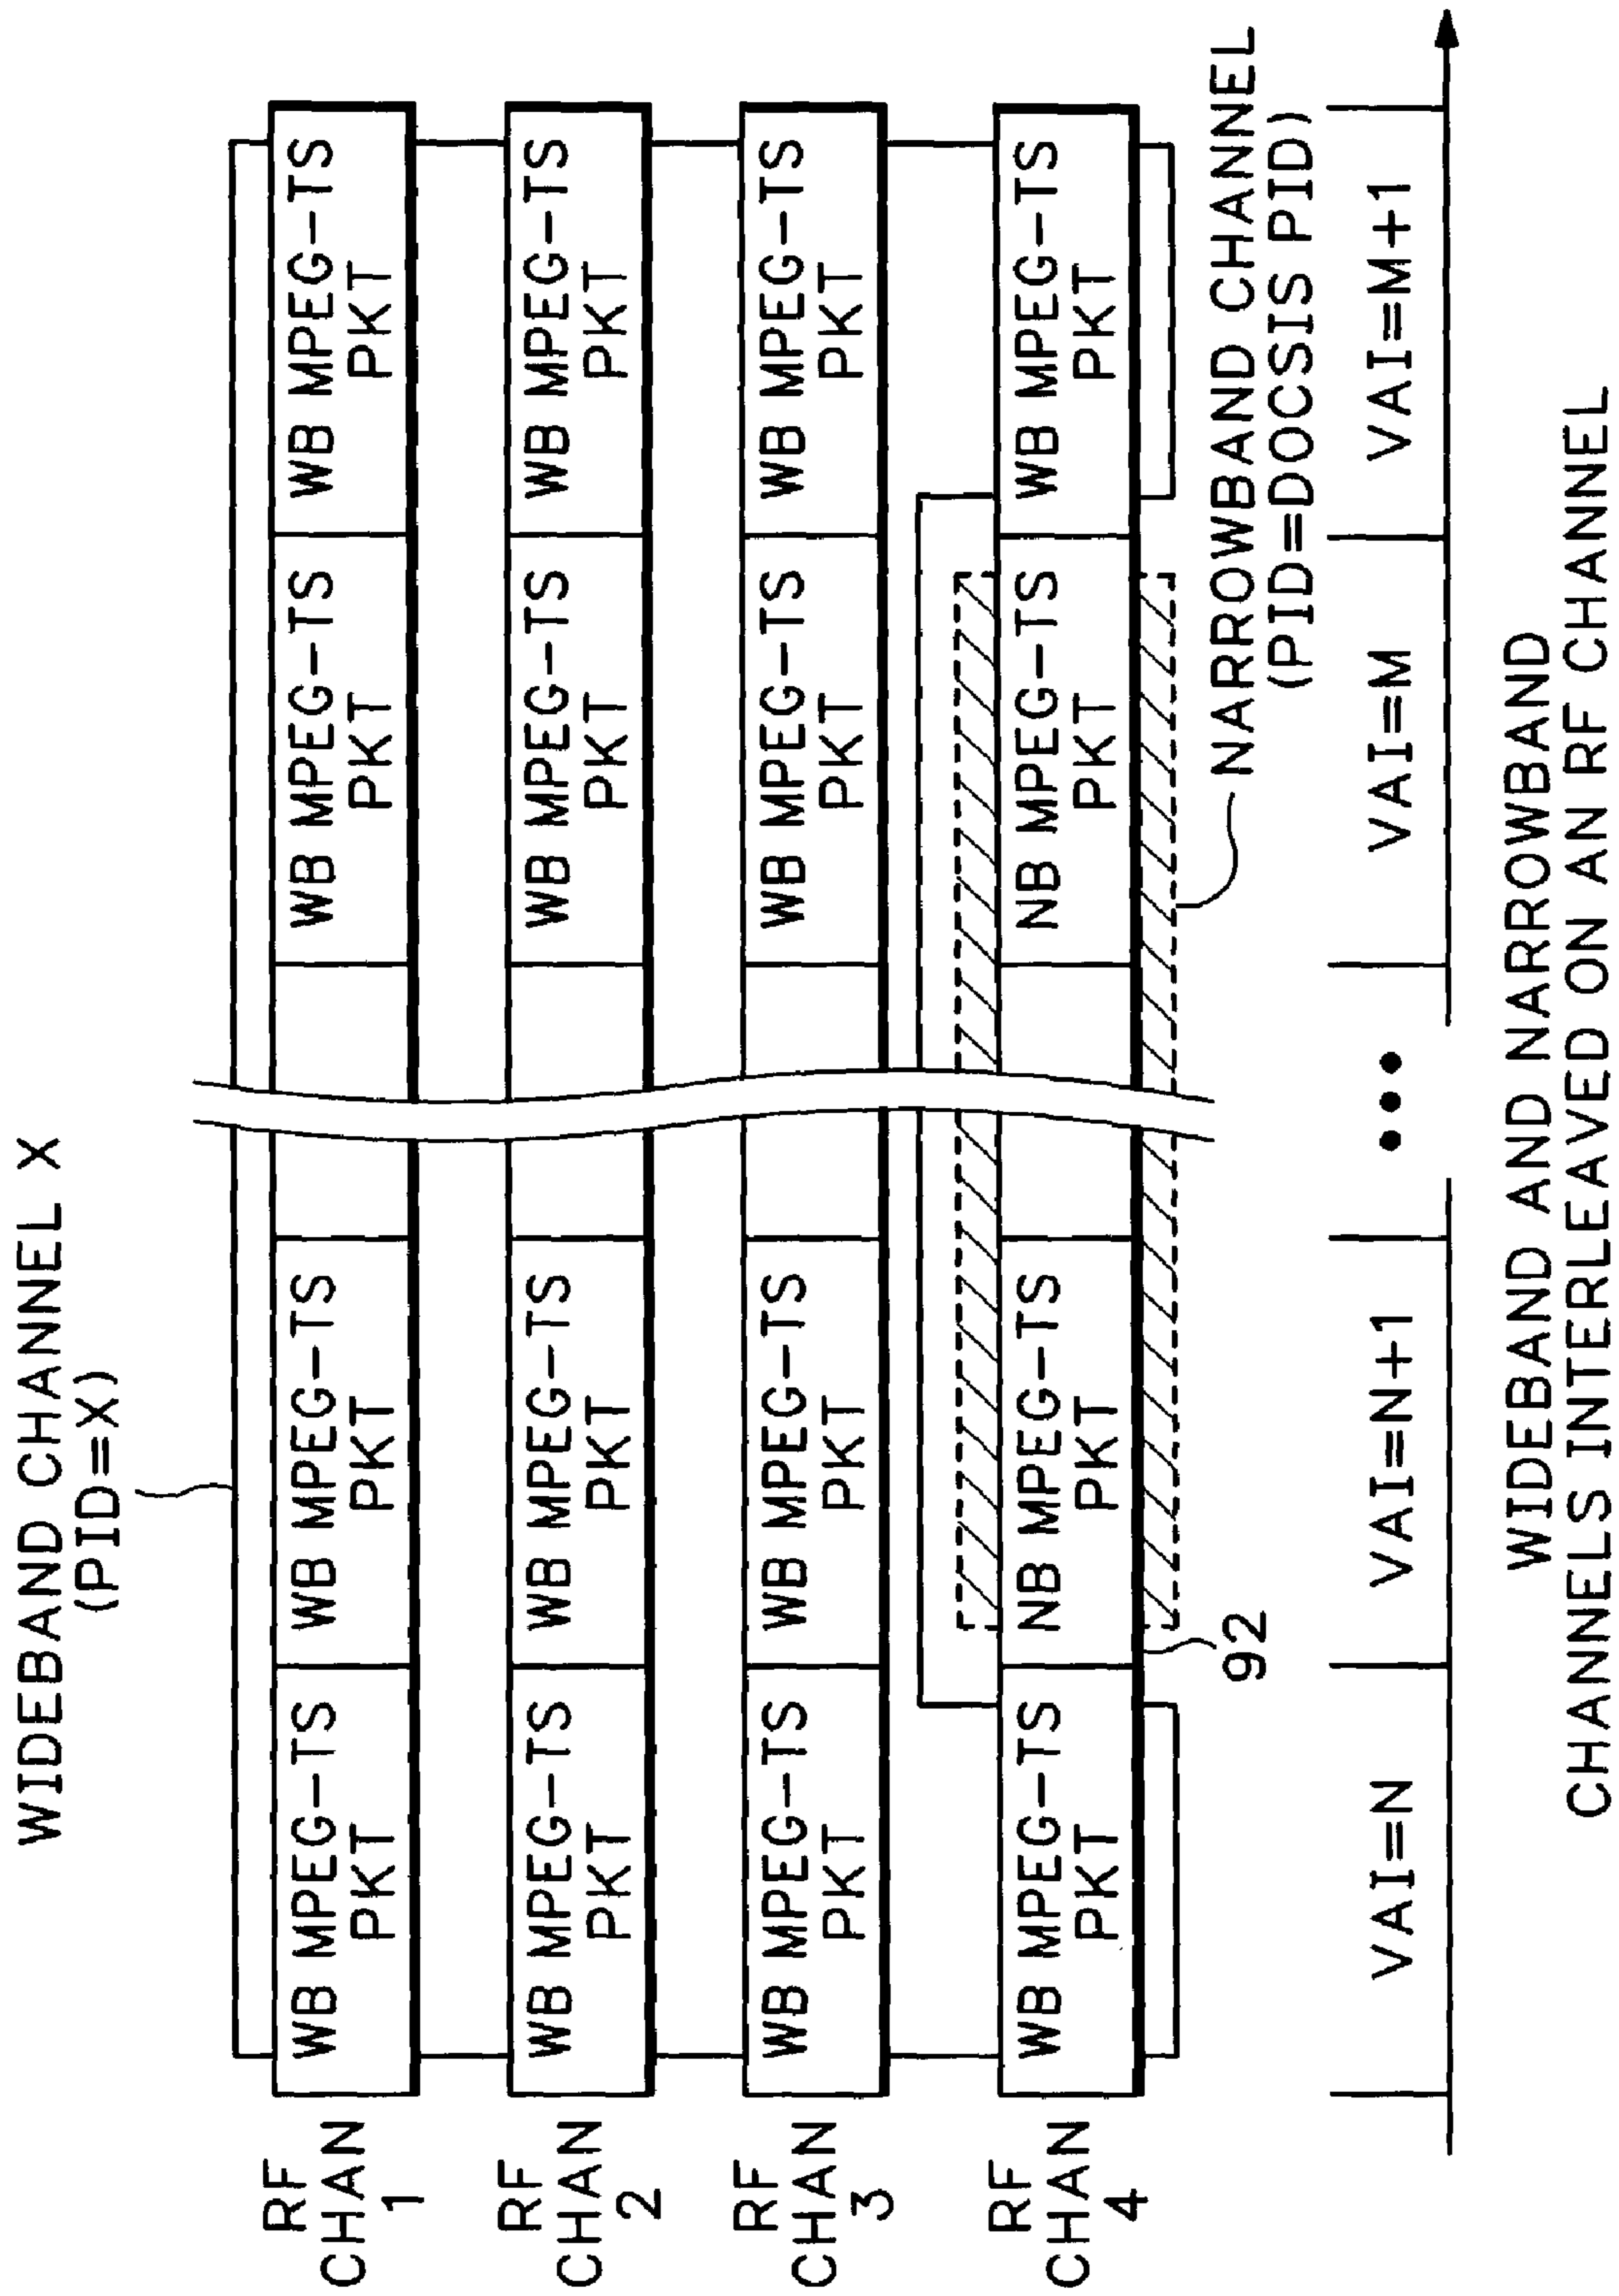 WIDEBAND CHANNEL X
(PID=X)
RF
CHAN
1
WB MPEG-TS
PKT
WB MPEG-TS
PKT
WB MPEG-TS
PKT
WB MPEG-TS
PKT
RF
CHAN
2
WB MPEG-TS
PKT
WB MPEG-TS
PKT
WB MPEG-TS
PKT
WB MPEG-TS
PKT
RF
CHAN
3
WB MPEG-TS
PKT
WB MPEG-TS
PKT
WB MPEG-TS
PKT
WB MPEG-TS
PKT
RF
CHAN
4
WB MPEG-TS
PKT
NB MPEG-TS
PKT
NB MPEG-TS
PKT
WB MPEG-TS
PKT
92
NARROWBAND CHANNEL
(PID=DOCSIS PID)
VAI=N
VAI=N+1
•••
VAI=M
VAI=M+1
WIDEBAND AND NARROWBAND
CHANNELS INTERLEAVED ON AN RF CHANNEL